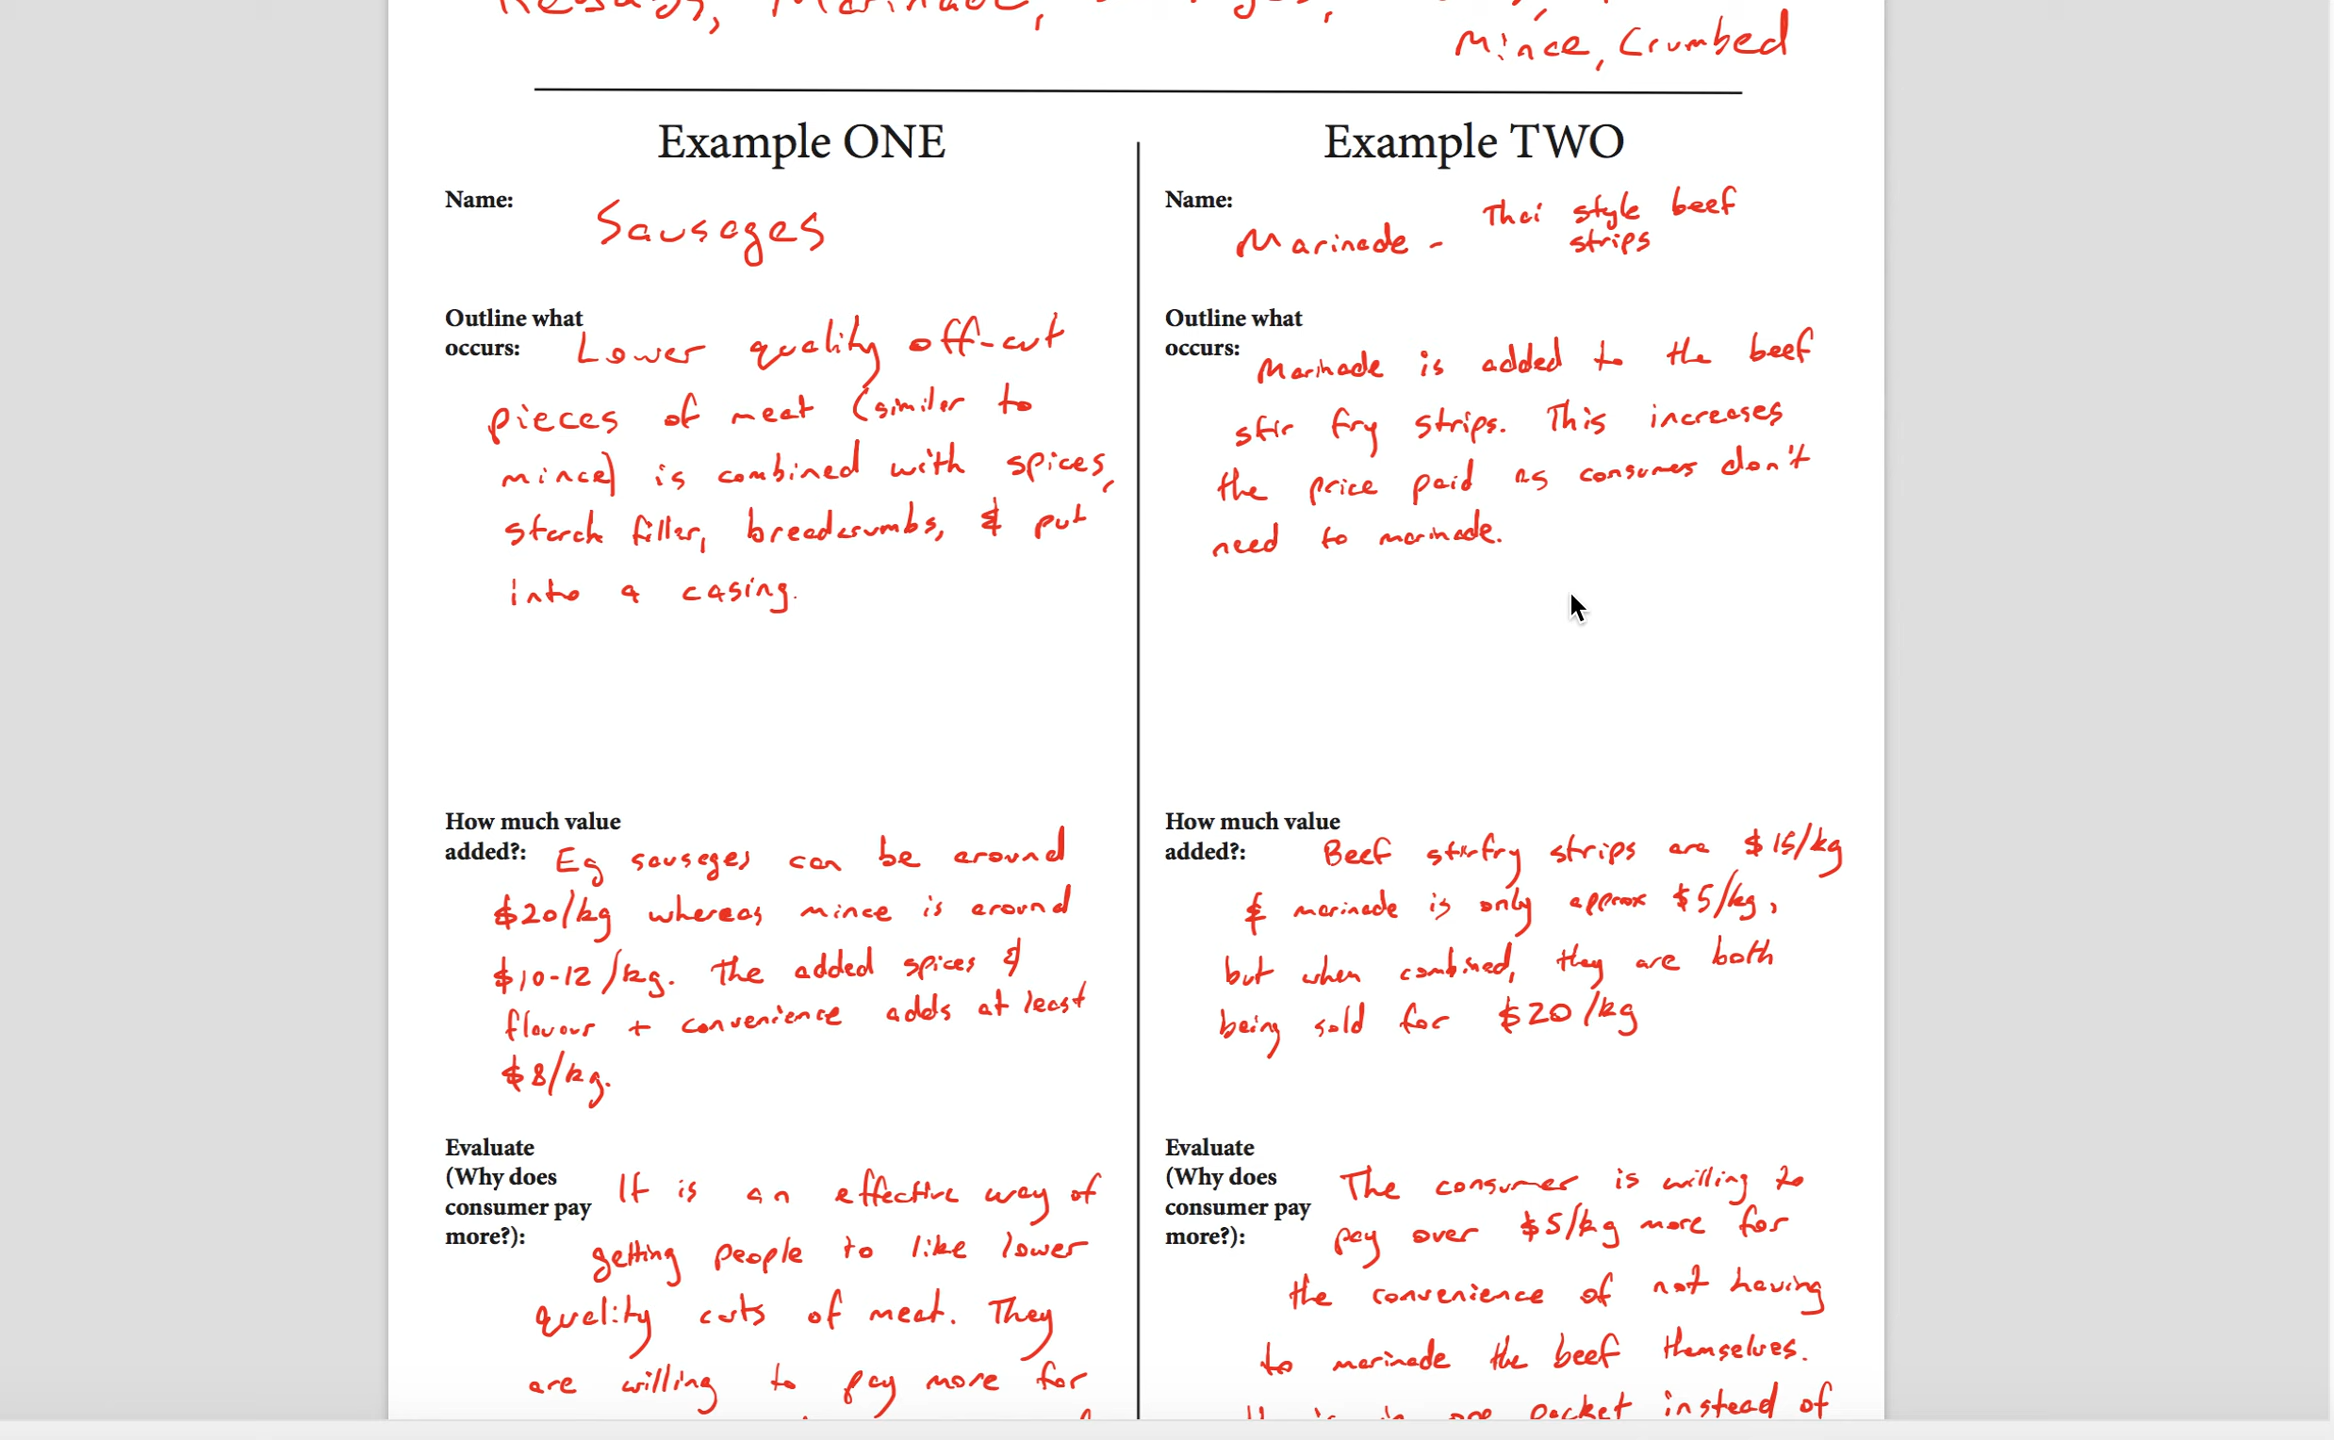 Mince, Crumbed
Example ONE
Name:
Sausages
Outline what
occurs:
Lower quality off-cut
pieces of meat (similar to
mince) is combined with spices,
starch filler, breadcrumbs, & put
into a casing.
How much value
added?:
Eg sausages can be around
$20/kg whereas mince is around
$10-12/kg. The added spices &
flavour + convenience adds at least
$8/kg.
Evaluate
(Why does
consumer pay
more?):
It is an effective way of
getting people to like lower
quality cuts of meat. They
are willing to pay more for
Example TWO
Name:
Marinade - Thai style beef
strips
Outline what
occurs:
Marinade is added to the beef
stir fry strips. This increases
the price paid as consumers don't
need to marinade.
How much value
added?:
Beef stirfry strips are $15/kg
& marinade is only approx $5/kg,
but when combined, they are both
being sold for $20/kg
Evaluate
(Why does
consumer pay
more?):
The consumer is willing to
pay over $5/kg more for
the convenience of not having
to marinade the beef themselves.
packet instead of